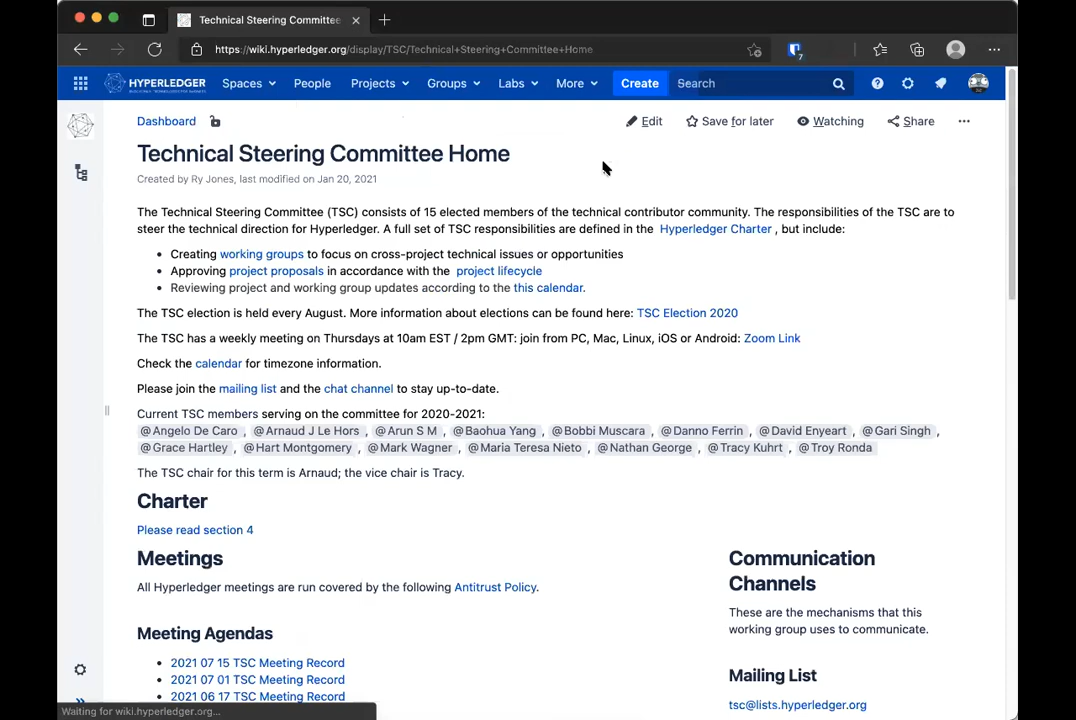 Technical Steering Committee
https://wiki.hyperledger.org/display/TSC/Technical+Steering+Committee+Home
7
HYPERLEDGER
Spaces
People
Projects
Groups
Labs
More
Create
Search
Dashboard
Edit
Save for later
Watching
Share
Technical Steering Committee Home
Created by Ry Jones, last modified on Jan 20, 2021
The Technical Steering Committee (TSC) consists of 15 elected members of the technical contributor community. The responsibilities of the TSC are to
steer the technical direction for Hyperledger. A full set of TSC responsibilities are defined in the Hyperledger Charter , but include:
• Creating working groups to focus on cross-project technical issues or opportunities
• Approving project proposals in accordance with the project lifecycle
• Reviewing project and working group updates according to the this calendar.
The TSC election is held every August. More information about elections can be found here: TSC Election 2020
The TSC has a weekly meeting on Thursdays at 10am EST / 2pm GMT: join from PC, Mac, Linux, iOS or Android: Zoom Link
Check the calendar for timezone information.
Please join the mailing list and the chat channel to stay up-to-date.
Current TSC members serving on the committee for 2020-2021:
@Angelo De Caro , @Arnaud J Le Hors , @Arun S M , @Baohua Yang , @Bobbi Muscara , @Danno Ferrin , @David Enyeart , @Gari Singh ,
@Grace Hartley , @Hart Montgomery , @Mark Wagner , @Maria Teresa Nieto , @Nathan George , @Tracy Kuhrt , @Troy Ronda
The TSC chair for this term is Arnaud; the vice chair is Tracy.
Charter
Please read section 4
Meetings
All Hyperledger meetings are run covered by the following Antitrust Policy.
Meeting Agendas
• 2021 07 15 TSC Meeting Record
• 2021 07 01 TSC Meeting Record
• 2021 06 17 TSC Meeting Record
Communication
Channels
These are the mechanisms that this
working group uses to communicate.
Mailing List
tsc@lists.hyperledger.org
Waiting for wiki.hyperledger.org...